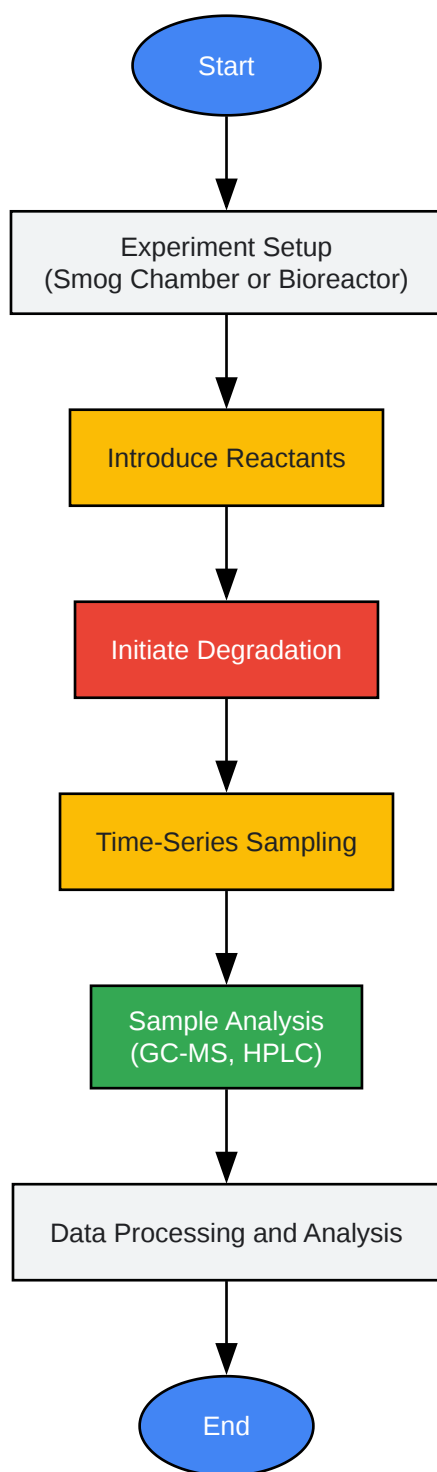 Start
Experiment Setup
(Smog Chamber or Bioreactor)
Introduce Reactants
Initiate Degradation
Time-Series Sampling
Sample Analysis
(GC-MS, HPLC)
Data Processing and Analysis
End